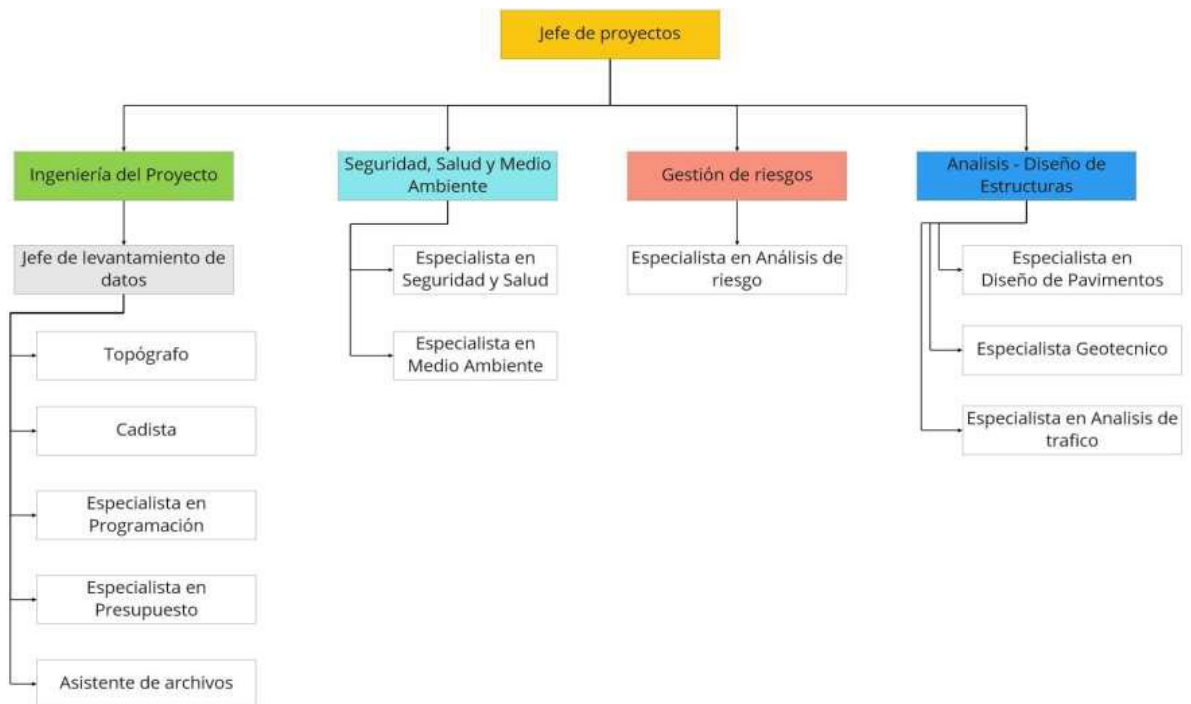 Jefe de proyectos
Ingeniería del Proyecto
Seguridad, Salud y Medio
Ambiente
Gestión de riesgos
Analisis - Diseño de
Estructuras
Jefe de levantamiento de
datos
Especialista en
Seguridad y Salud
Especialista en Análisis de
riesgo
Especialista en
Diseño de Pavimentos
Topógrafo
Especialista en
Medio Ambiente
Especialista Geotecnico
Cadista
Especialista en Analisis de
trafico
Especialista en
Programación
Especialista en
Presupuesto
Asistente de archivos